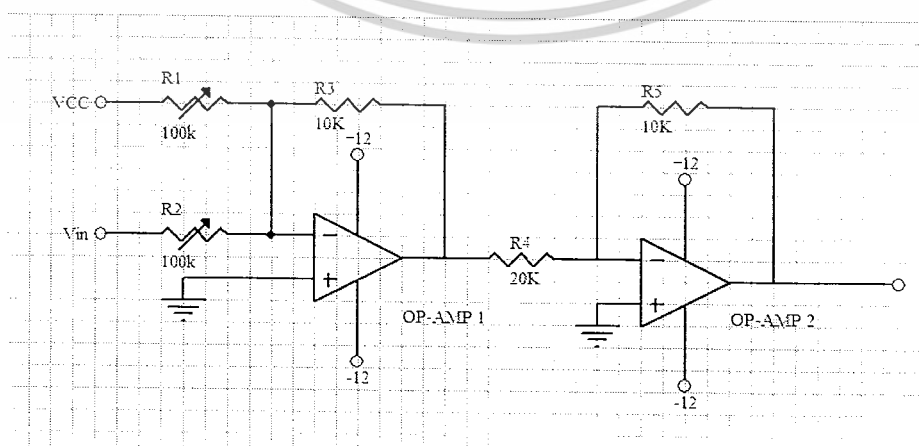 R1
VCC
100k
R3
10K
R5
10K
−12
−12
R2
Vin
100k
−
+
R4
20K
−
+
OP-AMP 1
OP-AMP 2
-12
-12